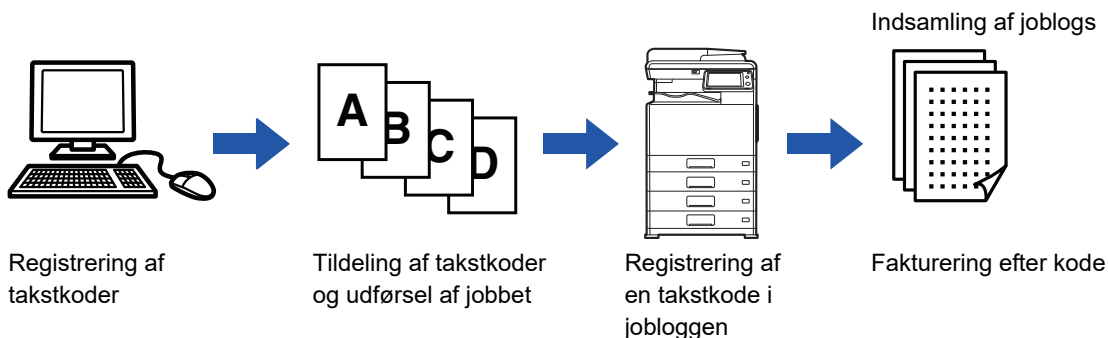 Indsamling af joblogs
A
B
C
D
Registrering af
takstkoder
Tildeling af takstkoder
og udførsel af jobbet
Registrering af
en takstkode i
jobloggen
Fakturering efter kode